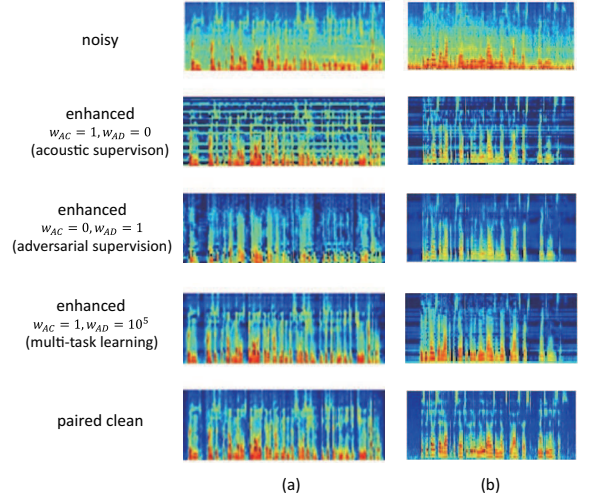 noisy
enhanced
w_AC = 1, w_AD = 0
(acoustic supervison)
enhanced
w_AC = 0, w_AD = 1
(adversarial supervision)
enhanced
w_AC = 1, w_AD = 10^5
(multi-task learning)
paired clean
(a)
(b)